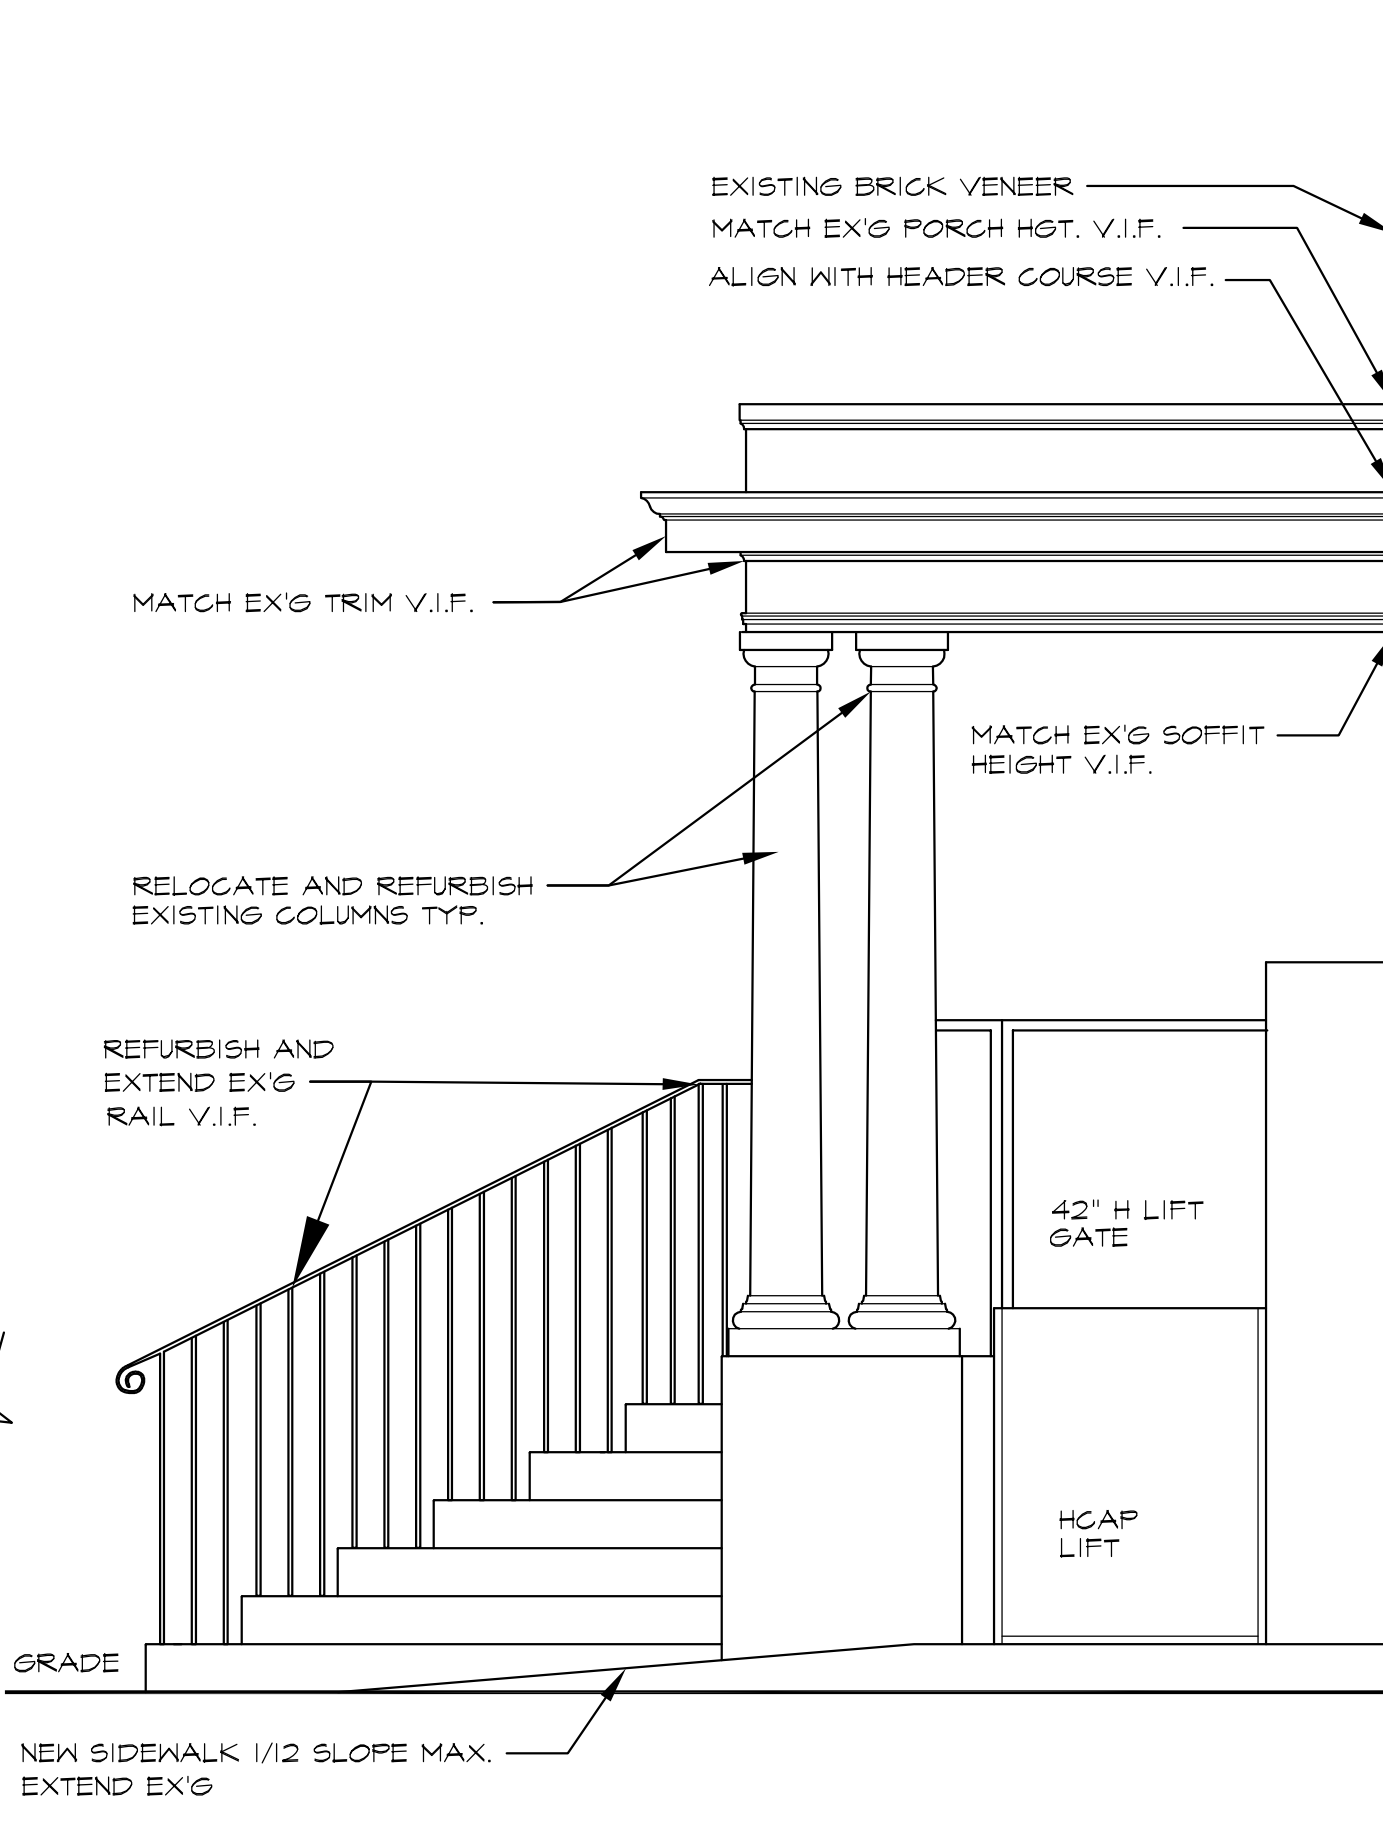 EXISTING BRICK VENEER
MATCH EX'G PORCH HGT. V.I.F.
ALIGN WITH HEADER COURSE V.I.F.
MATCH EX'G TRIM V.I.F.
MATCH EX'G SOFFIT
HEIGHT V.I.F.
RELOCATE AND REFURBISH
EXISTING COLUMNS TYP.
REFURBISH AND
EXTEND EX'G
RAIL V.I.F.
42" H LIFT
GATE
HCAP
LIFT
GRADE
NEW SIDEWALK 1/12 SLOPE MAX.
EXTEND EX'G